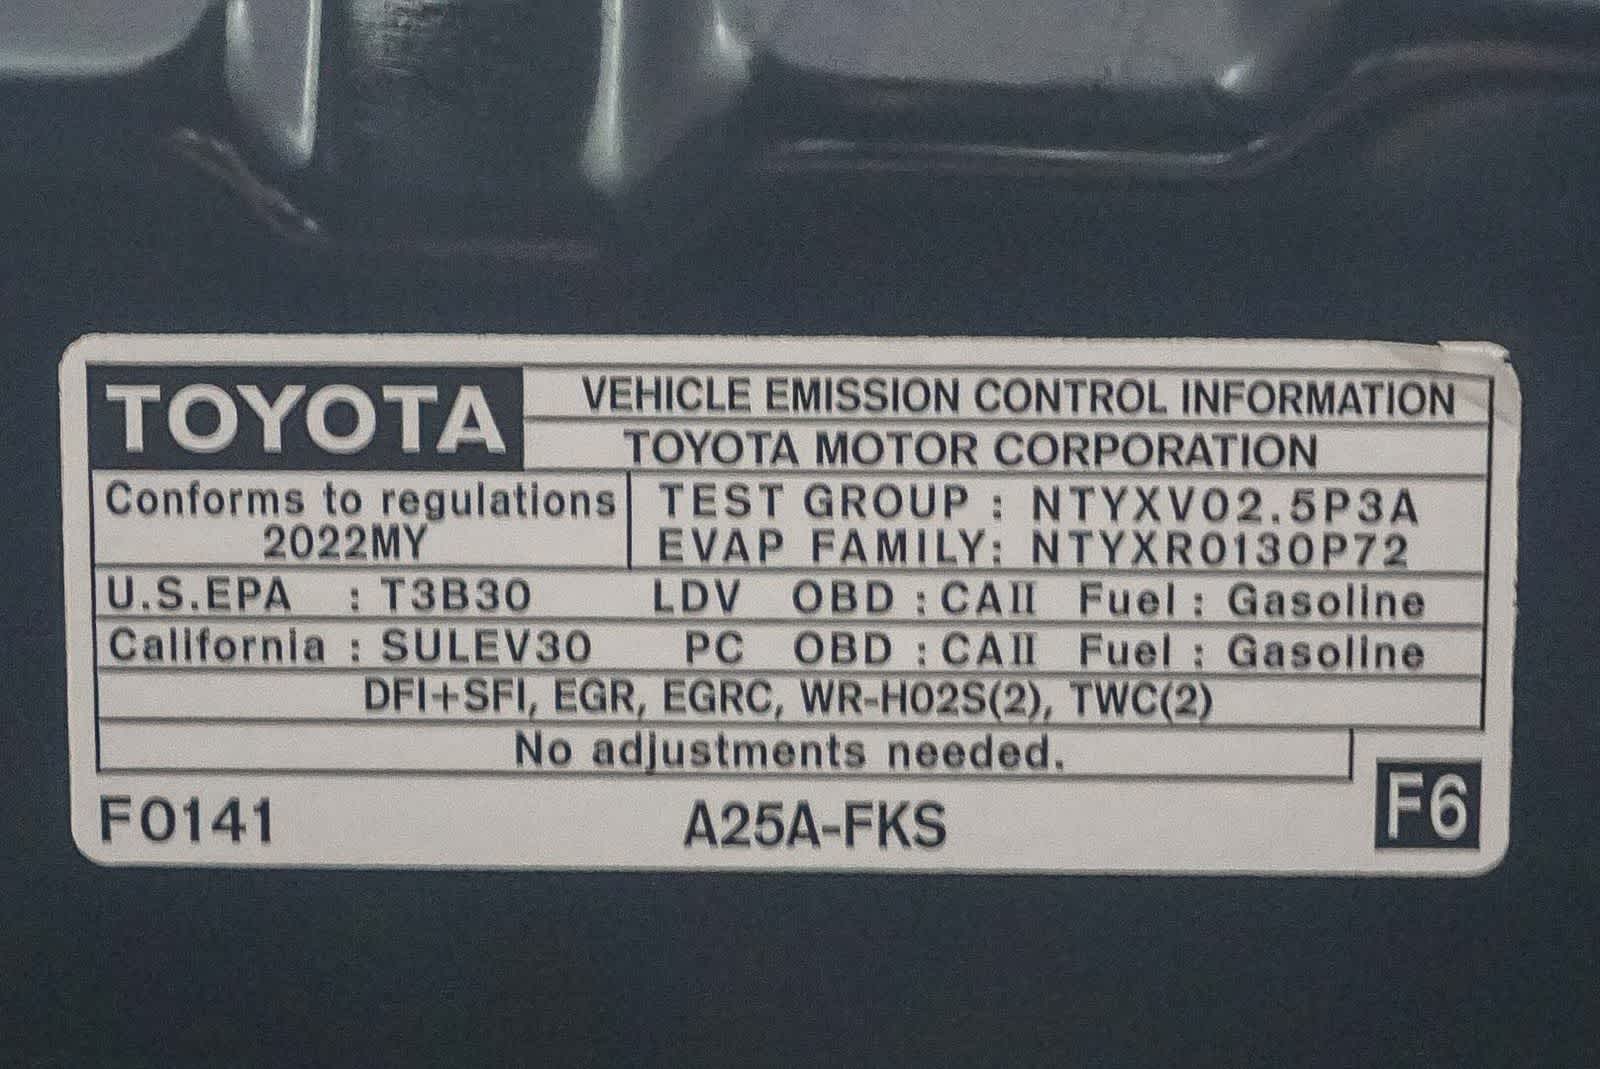 TOYOTA VEHICLE EMISSION CONTROL INFORMATION
TOYOTA MOTOR CORPORATION
Conforms to regulations
2022MY
TEST GROUP : NTYXV02.5P3A
EVAP FAMILY: NTYXR0130P72
U.S.EPA : T3B30 LDV OBD : CAII Fuel : Gasoline
California : SULEV30 PC OBD : CAII Fuel : Gasoline
DFI+SFI, EGR, EGRC, WR-HO2S(2), TWC(2)
No adjustments needed.
F0141 A25A-FKS F6